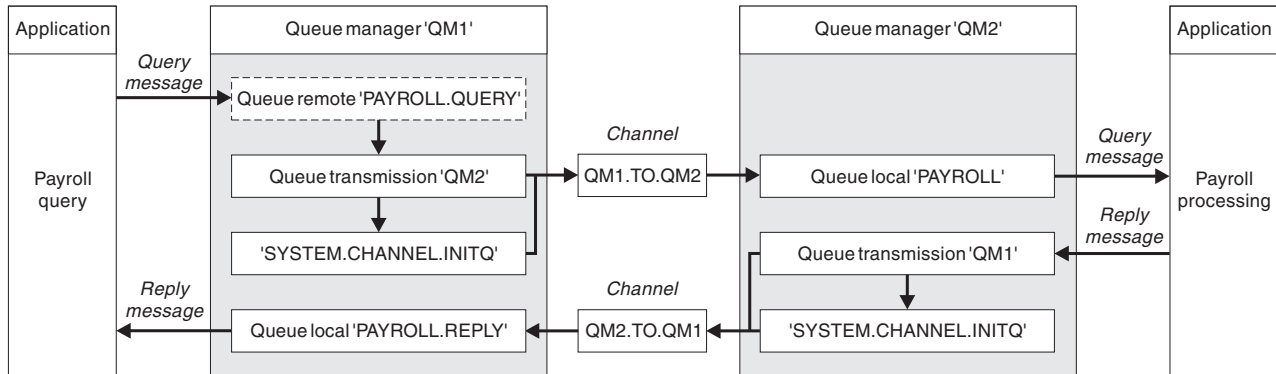 Application
Queue manager 'QM1'
Queue manager 'QM2'
Application
Query
message
Queue remote 'PAYROLL.QUERY'
Channel
Query
message
Payroll
query
Queue transmission 'QM2'
QM1.TO.QM2
Queue local 'PAYROLL'
Payroll
processing
Reply
message
'SYSTEM.CHANNEL.INITQ'
Queue transmission 'QM1'
Reply
message
Channel
Queue local 'PAYROLL.REPLY'
QM2.TO.QM1
'SYSTEM.CHANNEL.INITQ'